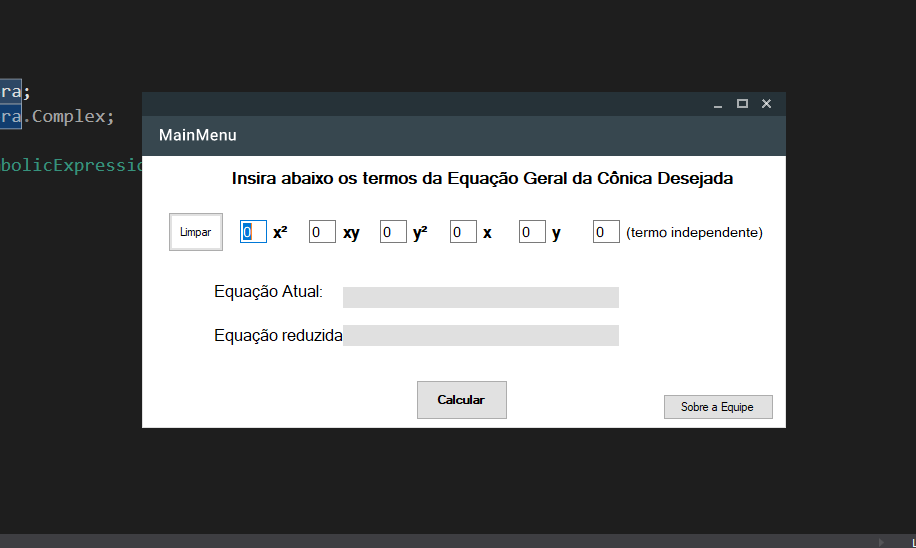 ra;
ra.Complex;
bolicExpressio
MainMenu
Insira abaixo os termos da Equação Geral da Cônica Desejada
Limpar 0 x² 0 xy 0 y² 0 x 0 y 0 (termo independente)
Equação Atual:
Equação reduzida
Calcular
Sobre a Equipe